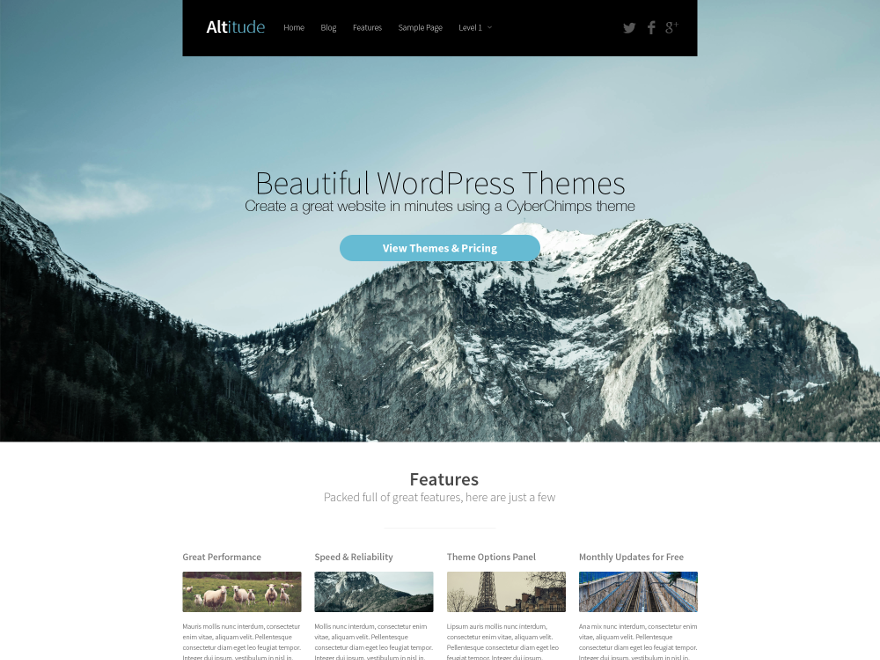 Altitude Home Blog Features Sample Page Level 1
Beautiful WordPress Themes
Create a great website in minutes using a CyberChimps theme
View Themes & Pricing
Features
Packed full of great features, here are just a few
Great Performance
Mauris mollis nunc interdum, consectetur
enim vitae, aliquam velit. Pellentesque
consectetur diam eget leo feugiat tempor.
Integer dui ipsum, vestibulum in nisl in,
Speed & Reliability
Mollis nunc interdum, consectetur enim
vitae, aliquam velit. Pellentesque
consectetur diam eget leo feugiat tempor.
Integer dui ipsum, vestibulum in nisl in,
Theme Options Panel
Lipsum auris mollis nunc interdum,
consectetur enim vitae, aliquam velit.
Pellentesque consectetur diam eget leo
feugiat tempor. Integer dui ipsum,
Monthly Updates for Free
Ana mix nunc interdum, consectetur enim
vitae, aliquam velit. Pellentesque
consectetur diam eget leo feugiat tempor.
Integer dui ipsum, vestibulum in nisl in,